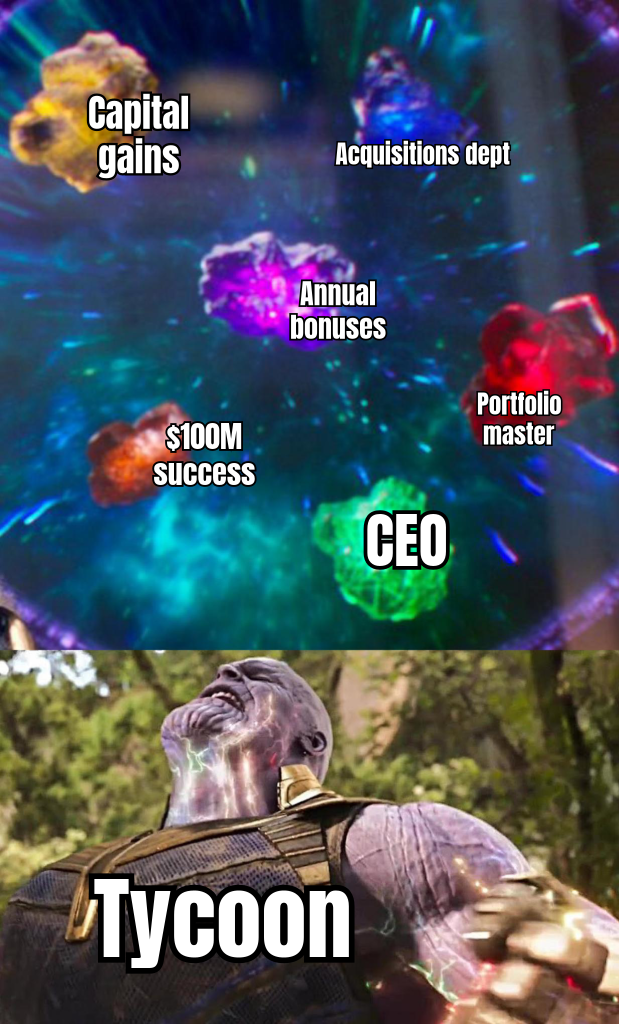 Capital
gains
Acquisitions dept
Annual
bonuses
Portfolio
master
$100M
success
CEO
Tycoon